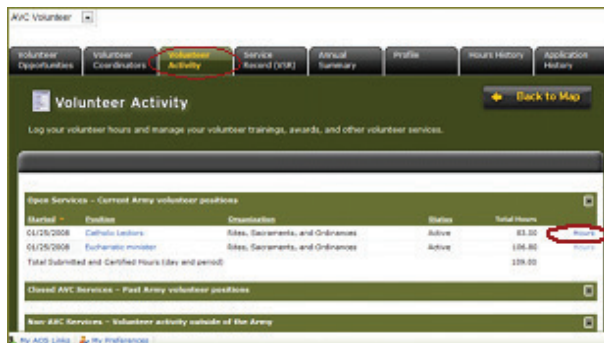 AVC Volunteer
Volunteer Opportunities
Volunteer Coordinators
Volunteer Activity
Service Record (VSR)
Annual Summary
Profile
Hours History
Application History
Volunteer Activity
Back to Map
Log your volunteer hours and manage your volunteer trainings, awards, and other volunteer services.
Open Services - Current Army volunteer positions
Started Position Organization Status Total Hours
01/25/2008 Catholic Lectors Rites, Sacraments, and Ordinances Active Hours
01/25/2008 Eucharistic minister Rites, Sacraments, and Ordinances Active Hours
Total Submitted and Certified Hours (day and period)
Closed AVC Services - Past Army volunteer positions
Non-AVC Services - Volunteer activity outside of the Army
My AOS Links My Preferences